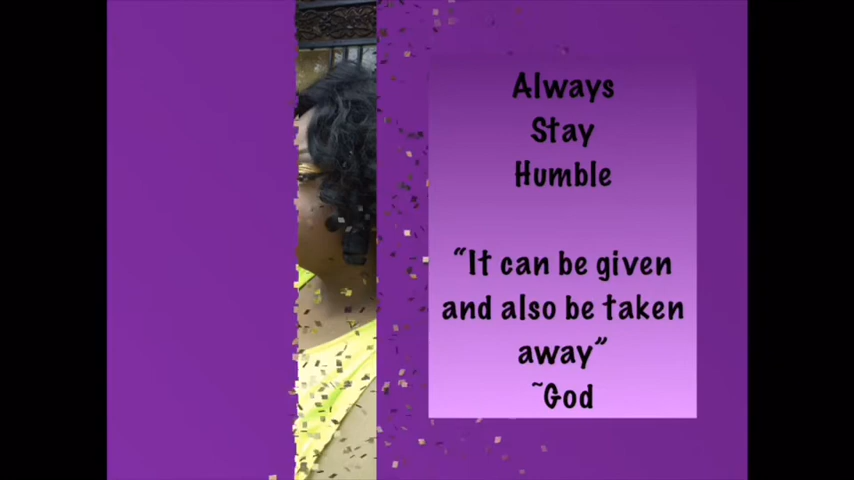 Always
Stay
Humble
“It can be given
and also be taken
away”
~God